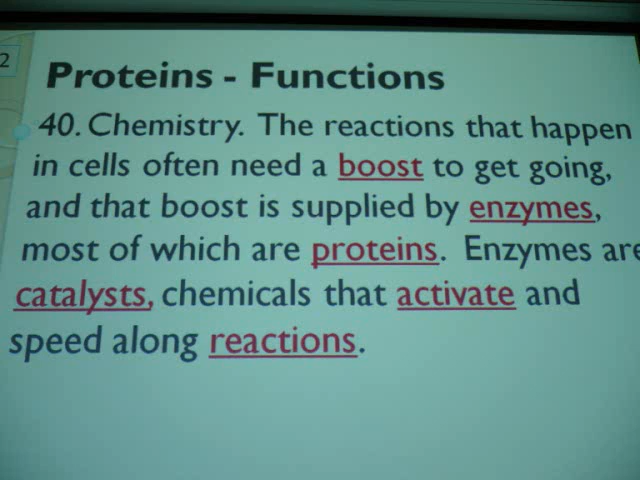 2
Proteins - Functions
40. Chemistry. The reactions that happen
in cells often need a boost to get going,
and that boost is supplied by enzymes,
most of which are proteins. Enzymes are
catalysts, chemicals that activate and
speed along reactions.